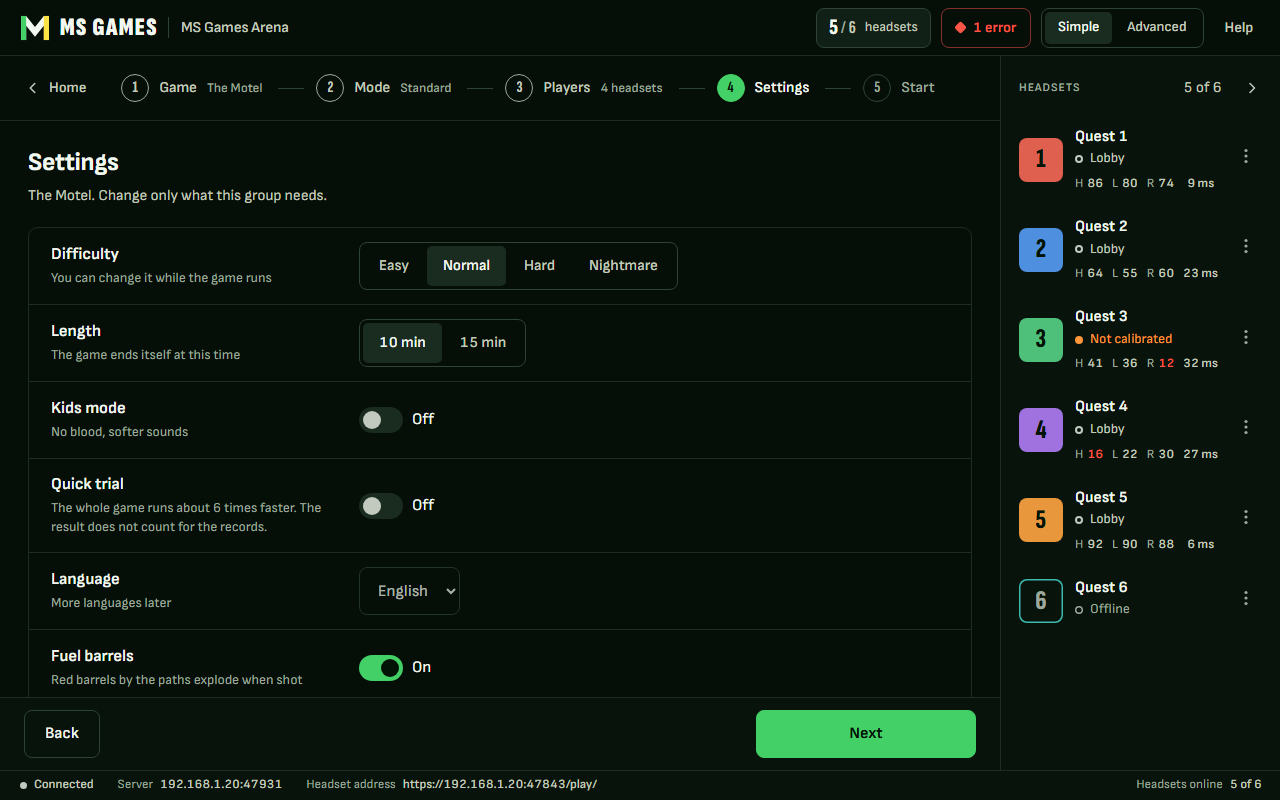 MS GAMES
MS Games Arena
5 / 6 headsets
1 error
Simple
Advanced
Help
Home
1 Game The Motel
2 Mode Standard
3 Players 4 headsets
4 Settings
5 Start
HEADSETS
5 of 6
Settings
The Motel. Change only what this group needs.
Difficulty
You can change it while the game runs
Easy
Normal
Hard
Nightmare
Length
The game ends itself at this time
10 min
15 min
Kids mode
No blood, softer sounds
Off
Quick trial
The whole game runs about 6 times faster. The
result does not count for the records.
Off
Language
More languages later
English
Fuel barrels
Red barrels by the paths explode when shot
On
Back
Next
1
Quest 1
Lobby
H 86 L 80 R 74 9 ms
2
Quest 2
Lobby
H 64 L 55 R 60 23 ms
3
Quest 3
Not calibrated
H 41 L 36 R 12 32 ms
4
Quest 4
Lobby
H 16 L 22 R 30 27 ms
5
Quest 5
Lobby
H 92 L 90 R 88 6 ms
6
Quest 6
Offline
Connected
Server 192.168.1.20:47931
Headset address https://192.168.1.20:47843/play/
Headsets online 5 of 6